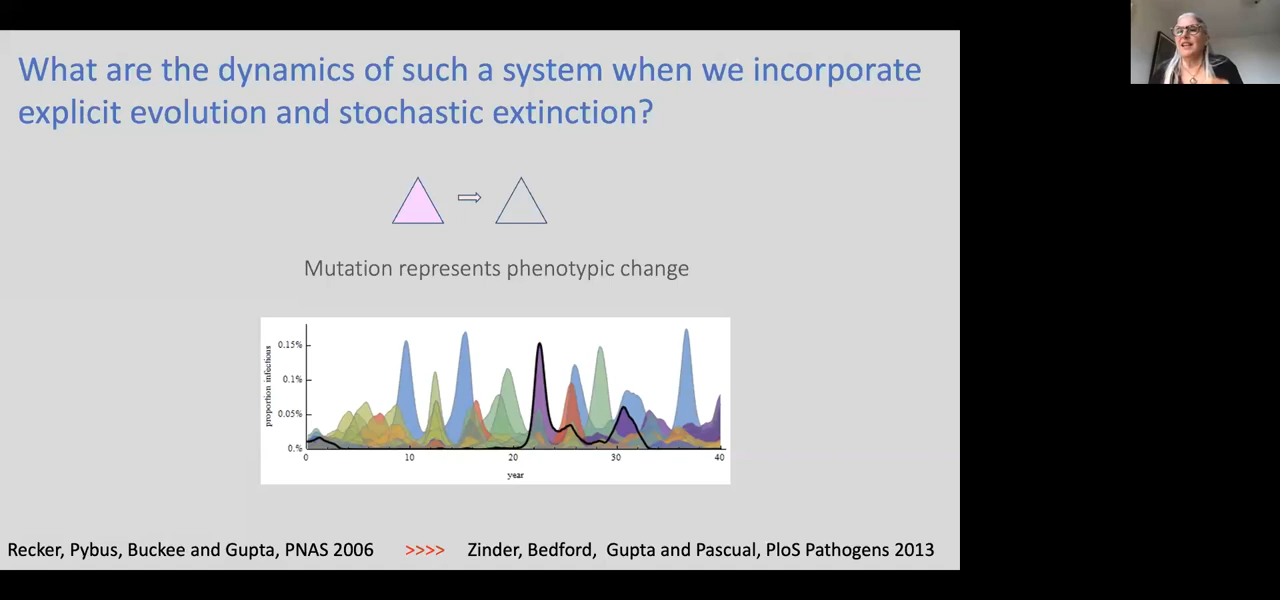 What are the dynamics of such a system when we incorporate
explicit evolution and stochastic extinction?
Mutation represents phenotypic change
proportion infectious
0.15%
0.1%
0.05%
0.%
0 10 20 30 40
year
Recker, Pybus, Buckee and Gupta, PNAS 2006 >>>> Zinder, Bedford, Gupta and Pascual, PloS Pathogens 2013